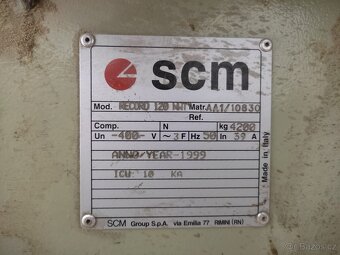 scm
Mod. RECORD 120 NHT Matr. AA1/10830
Ref.
Comp. N kg 4200
Un -400- V ~ 3 F Hz 50 In 39 A
ANNO/YEAR-1999
ICW 10 KA
Made in Italy
SCM Group S.p.A. via Emilia 77 RIMINI (RN)